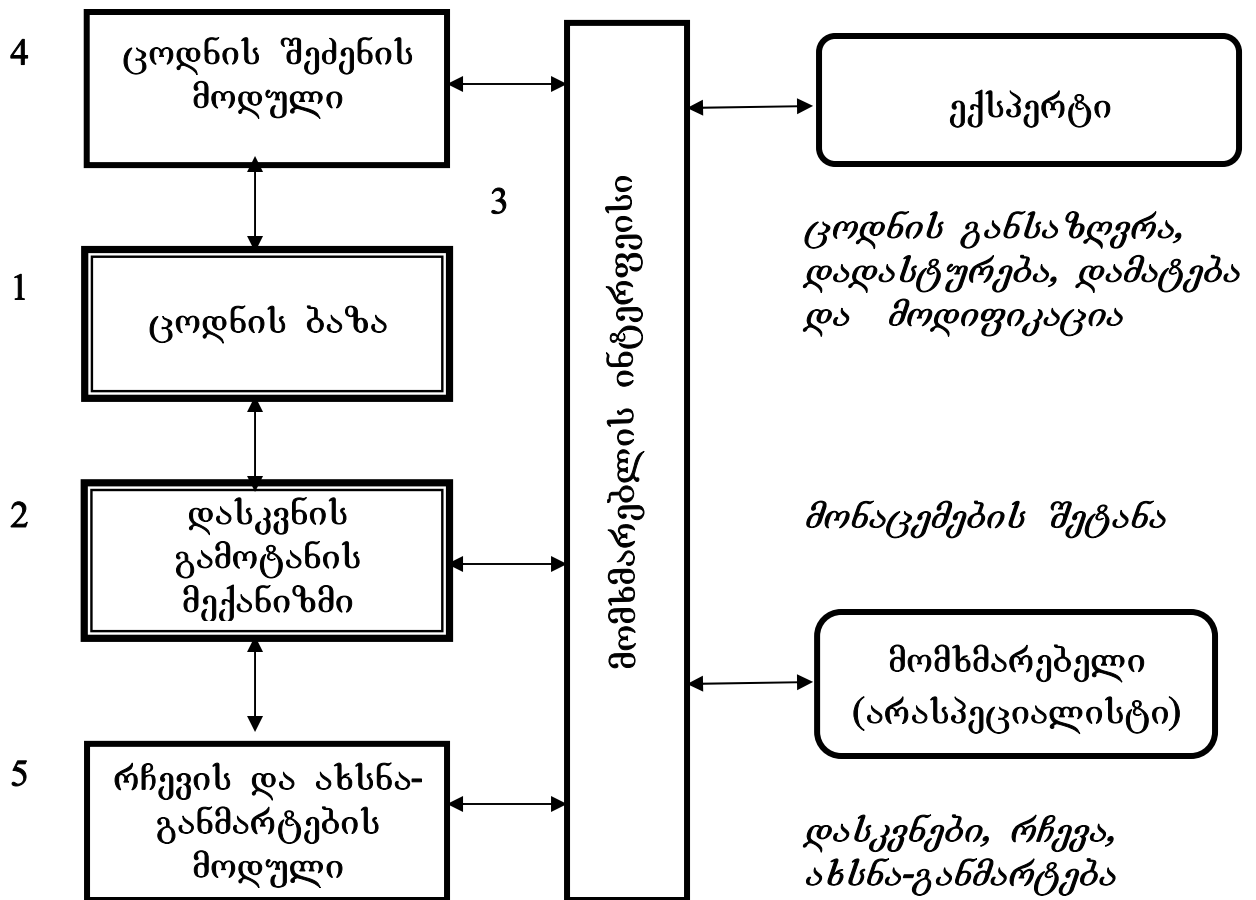 4
ცოდნის შეძენის
მოდული
1
ცოდნის ბაზა
2
დასკვნის
გამოტანის
მექანიზმი
5
რჩევის და ახსნა-
განმარტების
მოდული
3
მომხმარებლის ინტერფეისი
ექსპერტი
ცოდნის განსაზღვრა,
დადასტურება, დამატება
და მოდიფიკაცია
მონაცემების შეტანა
მომხმარებელი
(არასპეციალისტი)
დასკვნები, რჩევა,
ახსნა-განმარტება